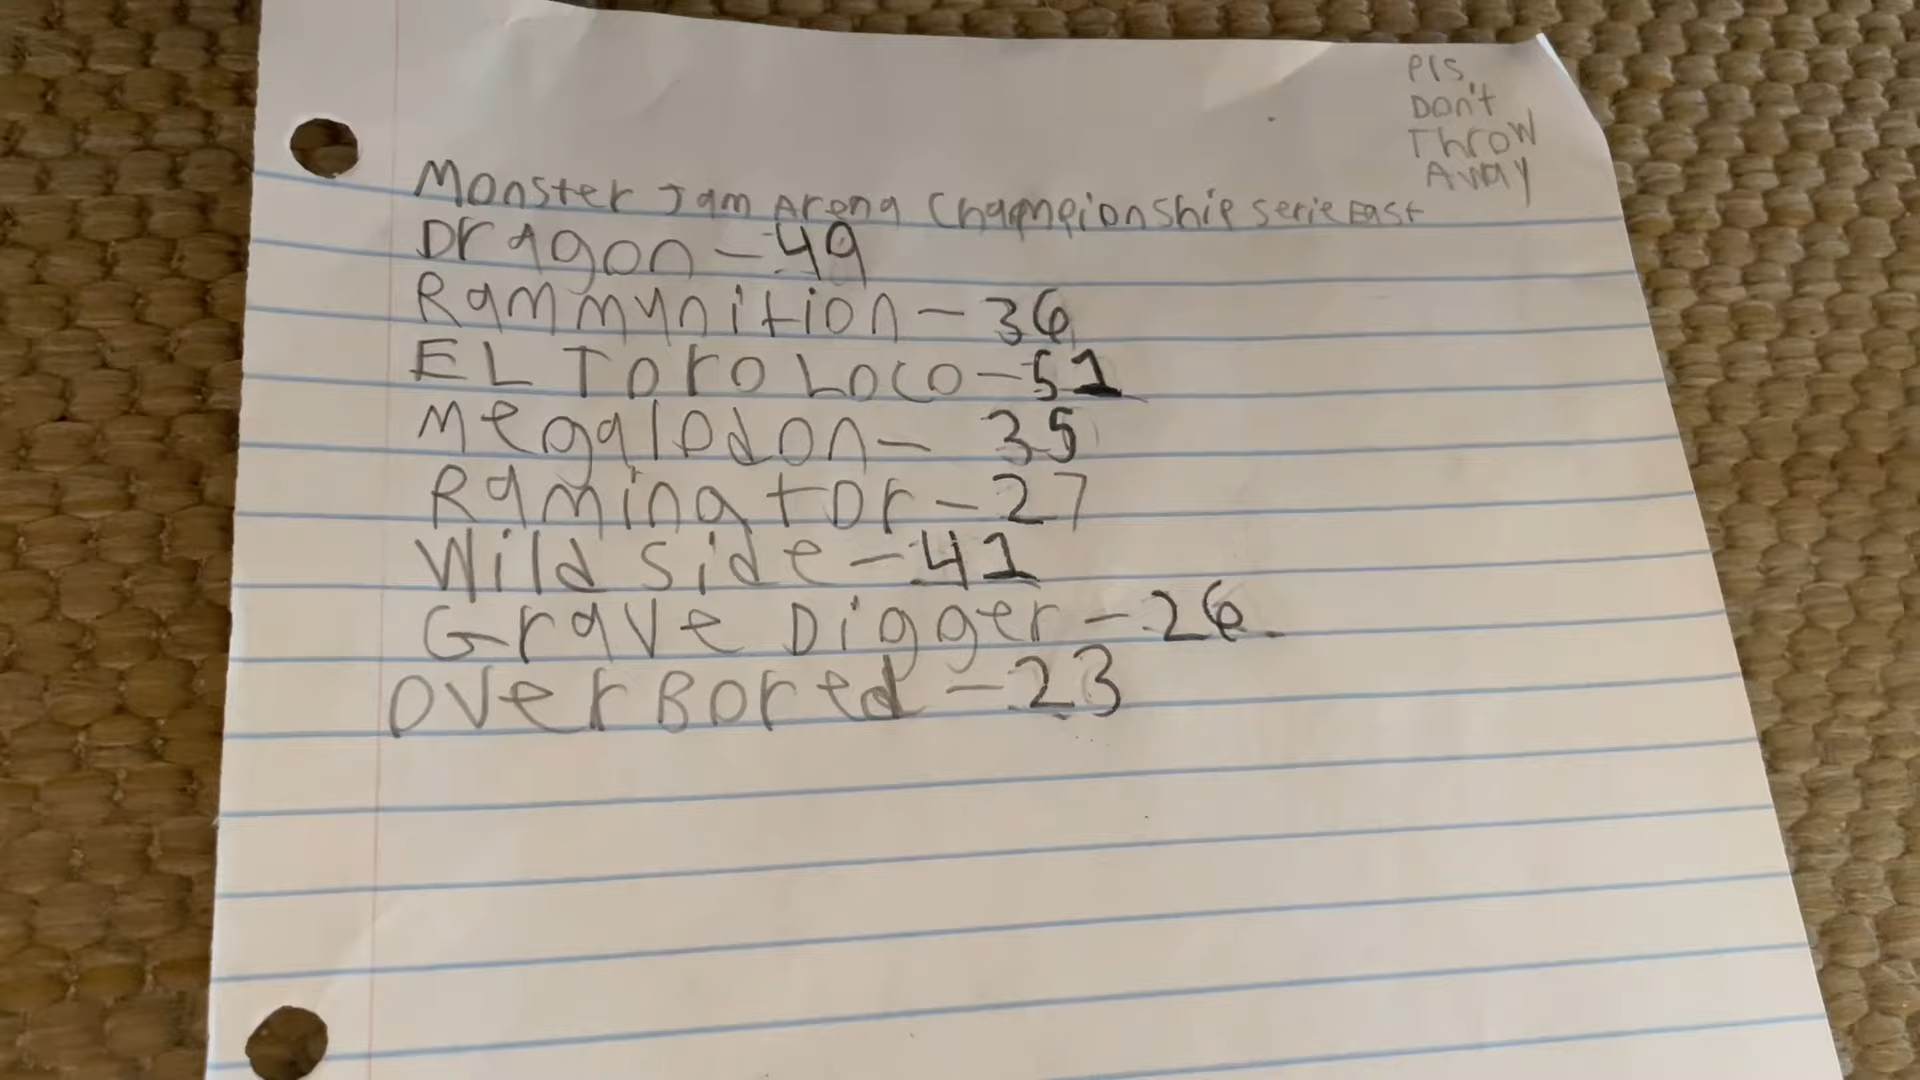 Pls
Don't
Throw
Away
Monster Jam Arena Championship serie East
Dragon-49
Rammunition-36
EL Toro Loco-51
Megalodon-35
Ramington-27
Wild side-41
Grave Digger-26
OverBored-23